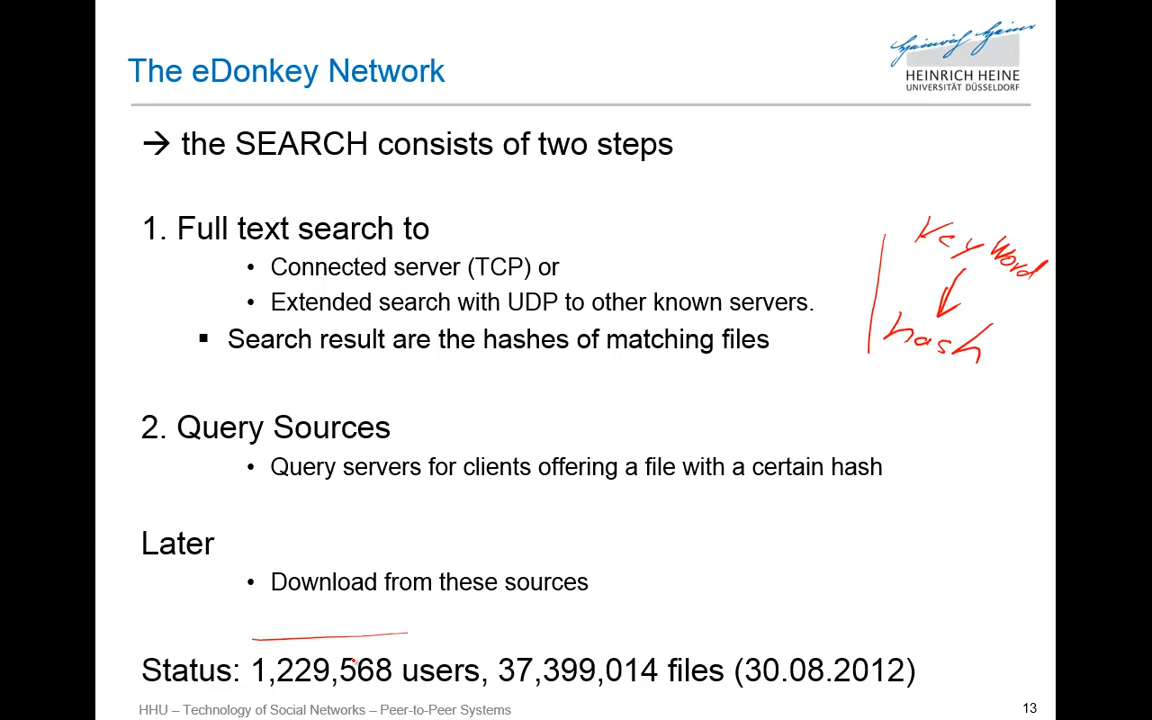 The eDonkey Network
Heinrich Heine
HEINRICH HEINE
UNIVERSITÄT DÜSSELDORF
→ the SEARCH consists of two steps
1. Full text search to
• Connected server (TCP) or
• Extended search with UDP to other known servers.
▪ Search result are the hashes of matching files
keyword
hash
2. Query Sources
• Query servers for clients offering a file with a certain hash
Later
• Download from these sources
Status: 1,229,568 users, 37,399,014 files (30.08.2012)
HHU – Technology of Social Networks – Peer-to-Peer Systems
13